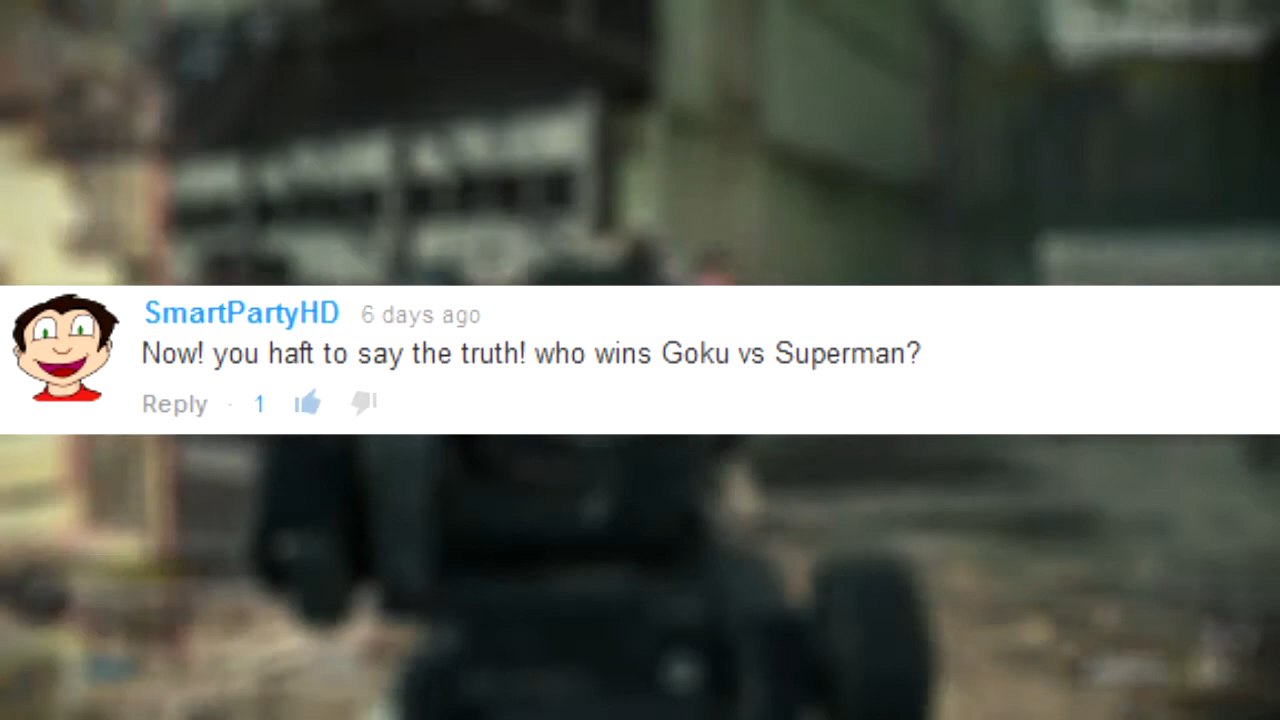 SmartPartyHD 6 days ago
Now! you haft to say the truth! who wins Goku vs Superman?
Reply · 1